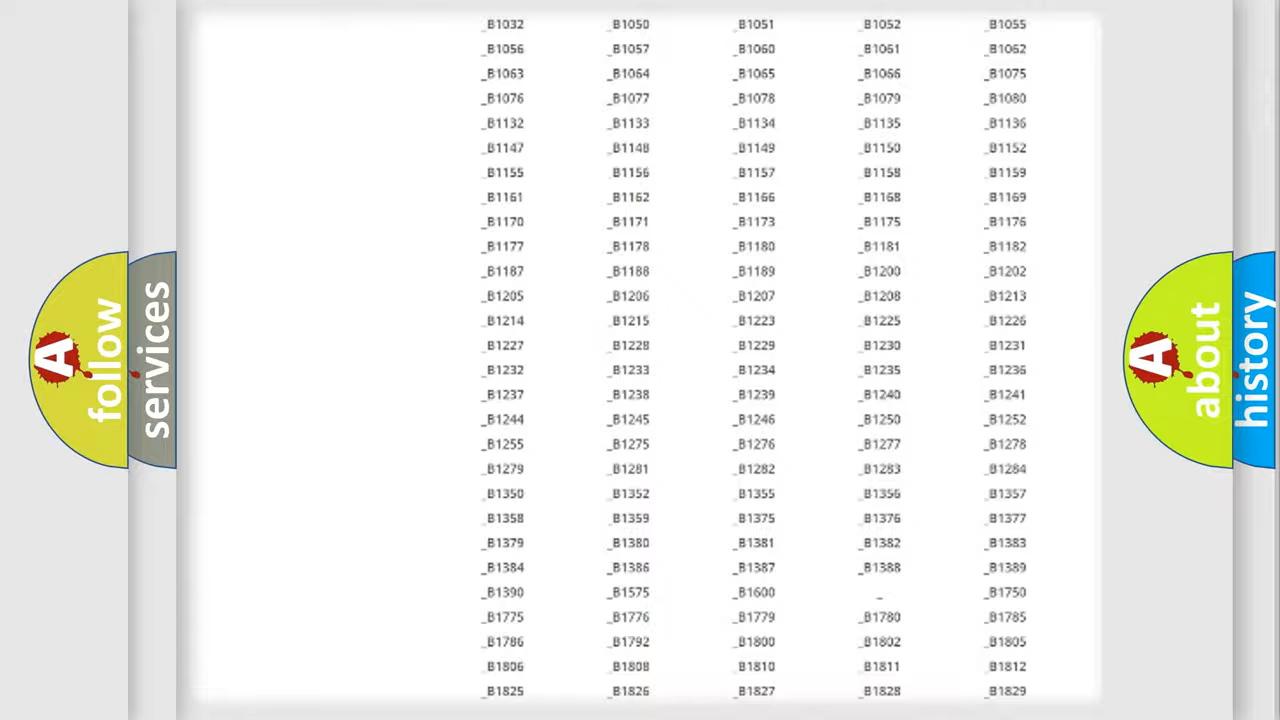 _B1032 _B1050 _B1051 _B1052 _B1055
_B1056 _B1057 _B1060 _B1061 _B1062
_B1063 _B1064 _B1065 _B1066 _B1075
_B1076 _B1077 _B1078 _B1079 _B1080
_B1132 _B1133 _B1134 _B1135 _B1136
_B1147 _B1148 _B1149 _B1150 _B1152
_B1155 _B1156 _B1157 _B1158 _B1159
_B1161 _B1162 _B1166 _B1168 _B1169
_B1170 _B1171 _B1173 _B1175 _B1176
_B1177 _B1178 _B1180 _B1181 _B1182
_B1187 _B1188 _B1189 _B1200 _B1202
_B1205 _B1206 _B1207 _B1208 _B1213
_B1214 _B1215 _B1223 _B1225 _B1226
_B1227 _B1228 _B1229 _B1230 _B1231
_B1232 _B1233 _B1234 _B1235 _B1236
_B1237 _B1238 _B1239 _B1240 _B1241
_B1244 _B1245 _B1246 _B1250 _B1252
_B1255 _B1275 _B1276 _B1277 _B1278
_B1279 _B1281 _B1282 _B1283 _B1284
_B1350 _B1352 _B1355 _B1356 _B1357
_B1358 _B1359 _B1375 _B1376 _B1377
_B1379 _B1380 _B1381 _B1382 _B1383
_B1384 _B1386 _B1387 _B1388 _B1389
_B1390 _B1575 _B1600 _ _B1750
_B1775 _B1776 _B1779 _B1780 _B1785
_B1786 _B1792 _B1800 _B1802 _B1805
_B1806 _B1808 _B1810 _B1811 _B1812
_B1825 _B1826 _B1827 _B1828 _B1829
A
follow
services
A
about
history